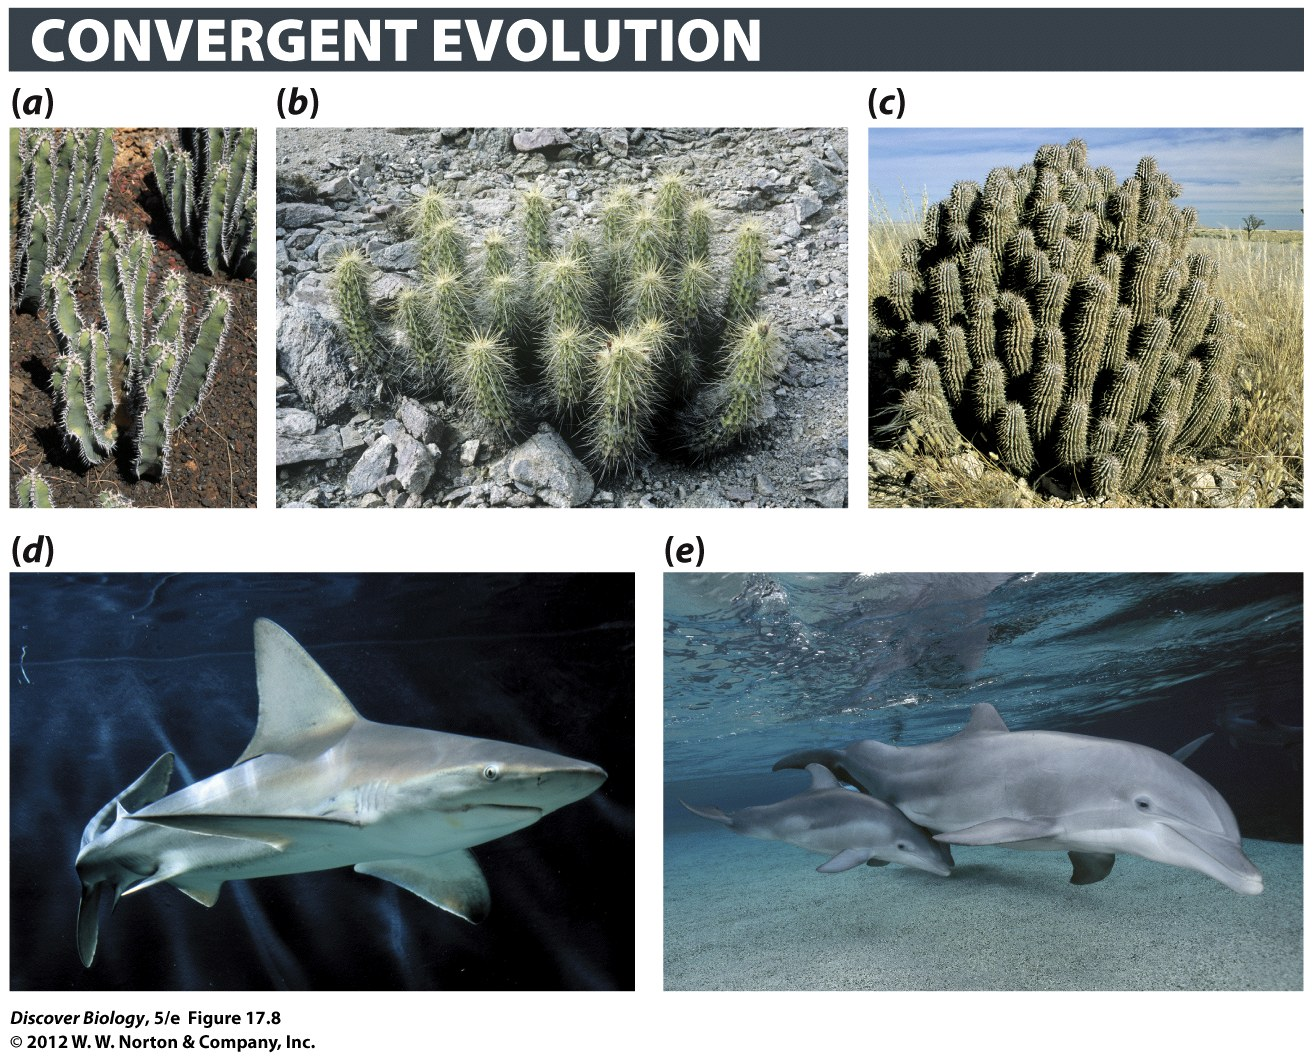 CONVERGENT EVOLUTION
(a)
(b)
(c)
(d)
(e)
Discover Biology, 5/e Figure 17.8
© 2012 W. W. Norton & Company, Inc.